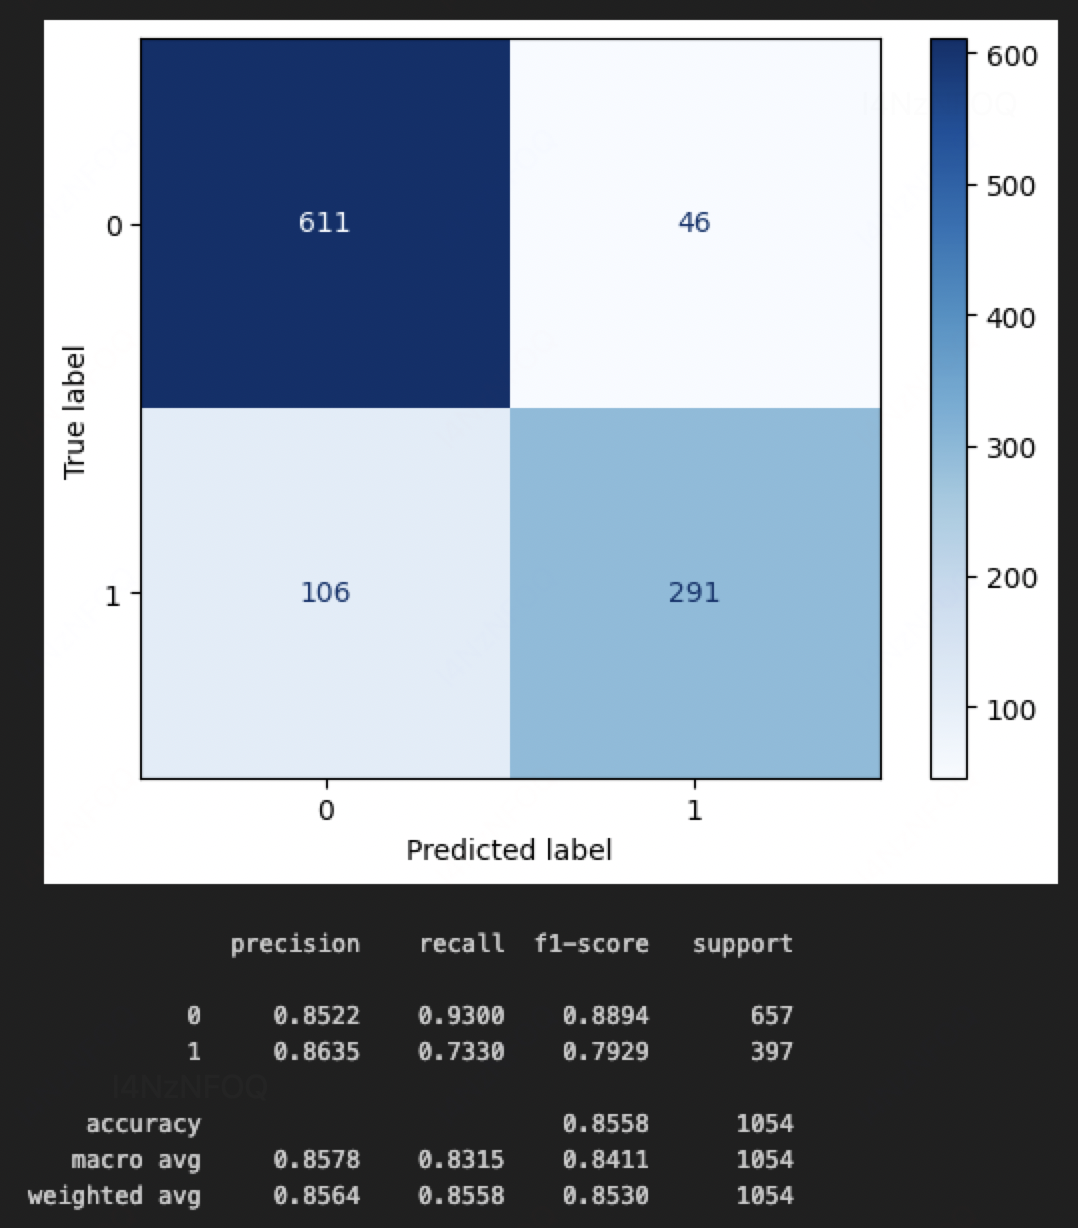 600
500
400
300
200
100
0
1
611
46
106
291
True label
0
1
Predicted label
precision recall f1-score support
0 0.8522 0.9300 0.8894 657
1 0.8635 0.7330 0.7929 397
I4NzNFOQ
accuracy 0.8558 1054
macro avg 0.8578 0.8315 0.8411 1054
weighted avg 0.8564 0.8558 0.8530 1054